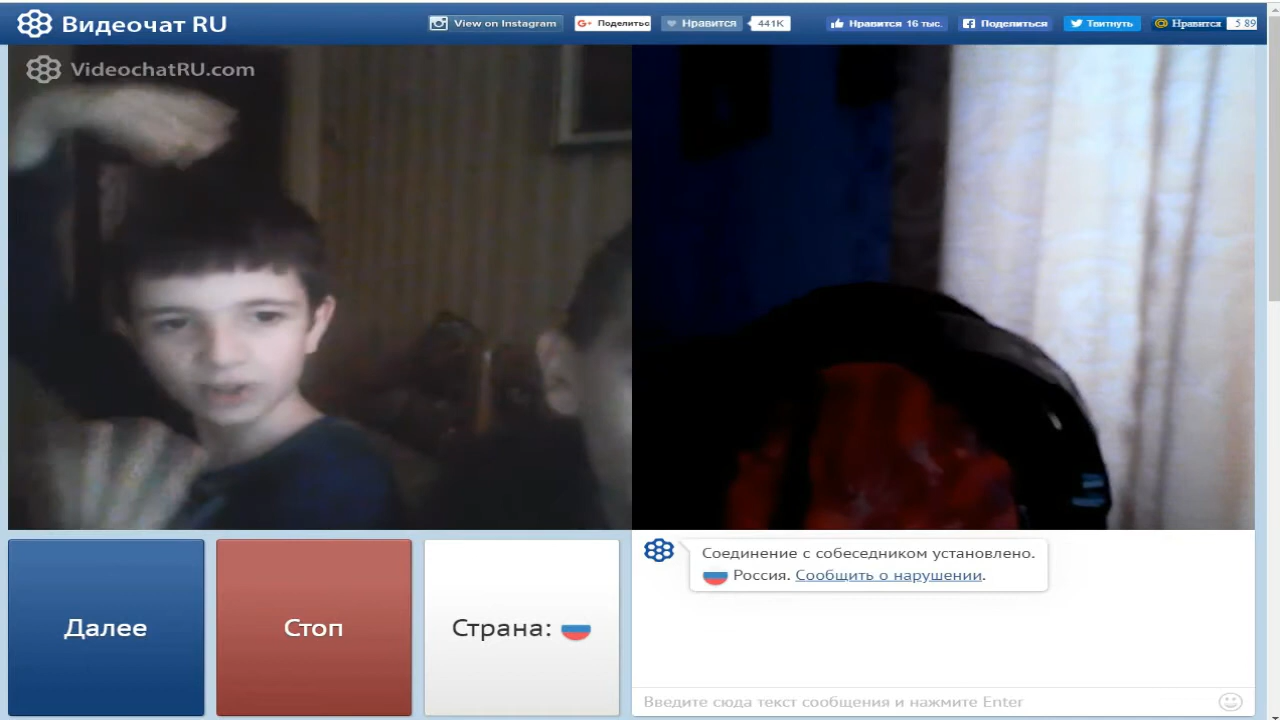 Видеочат RU
View on Instagram
Поделитьс
Нравится
441K
Нравится 16 тыс.
Поделиться
Твитнуть
Нравится
5 89
VideochatRU.com
Соединение с собеседником установлено.
Россия. Сообщить о нарушении.
Далее
Стоп
Страна:
Введите сюда текст сообщения и нажмите Enter